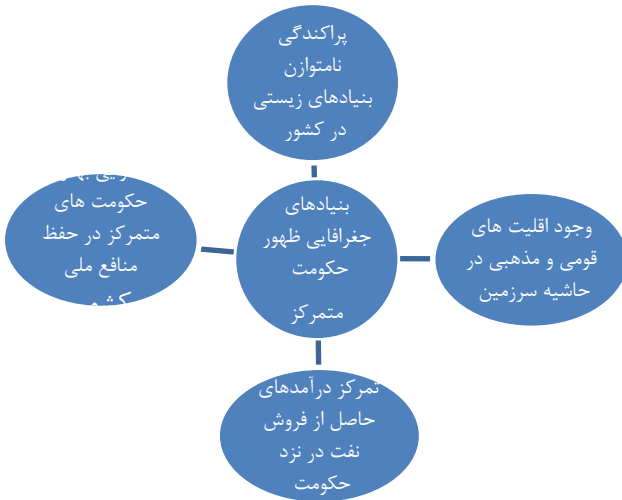 پراکندگی
نامتوازن
بنیادهای زیستی
در کشور
حکومت های
متمرکز در حفظ
منافع ملی
بنیادهای
جغرافایی ظهور
حکومت
متمرکز
وجود اقلیت های
قومی و مذهبی در
حاشیه سرزمین
تمرکز درآمدهای
حاصل از فروش
نفت در نزد
حکومت